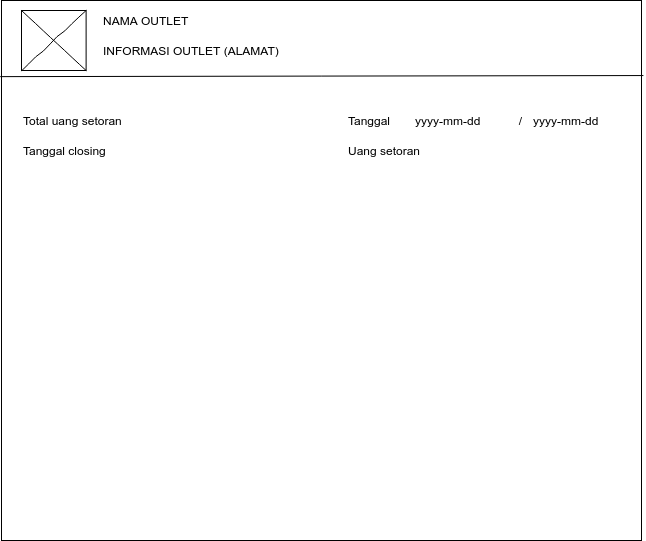 NAMA OUTLET
INFORMASI OUTLET (ALAMAT)
Total uang setoran Tanggal yyyy-mm-dd / yyyy-mm-dd
Tanggal closing Uang setoran